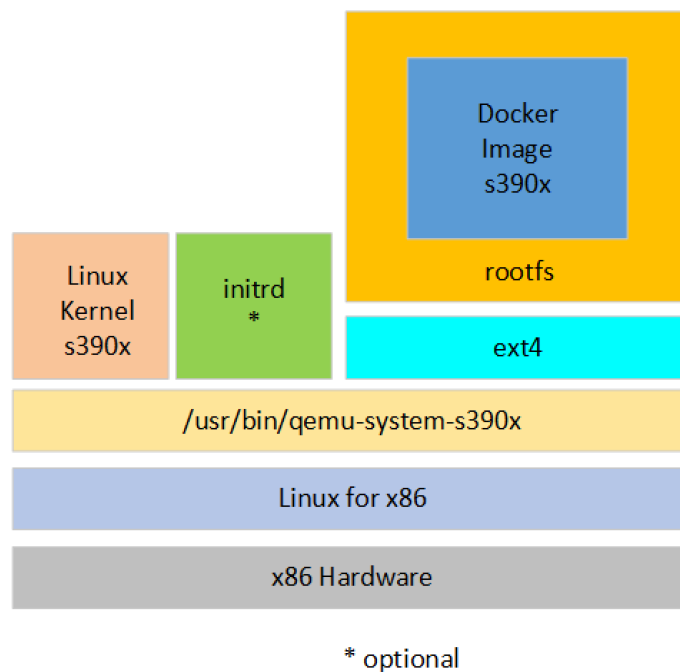 Docker
Image
s390x
rootfs
Linux
Kernel
s390x
initrd
*
ext4
/usr/bin/qemu-system-s390x
Linux for x86
x86 Hardware
* optional